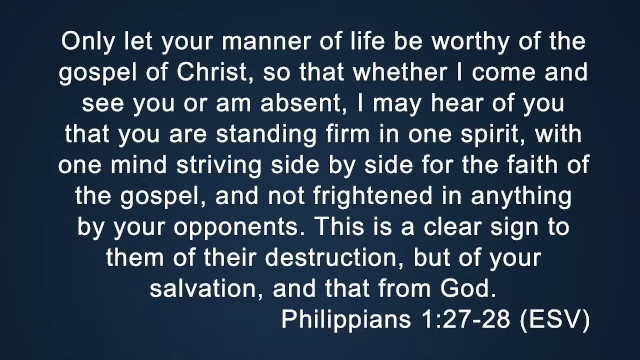 Only let your manner of life be worthy of the
gospel of Christ, so that whether I come and
see you or am absent, I may hear of you
that you are standing firm in one spirit, with
one mind striving side by side for the faith of
the gospel, and not frightened in anything
by your opponents. This is a clear sign to
them of their destruction, but of your
salvation, and that from God.
Philippians 1:27-28 (ESV)